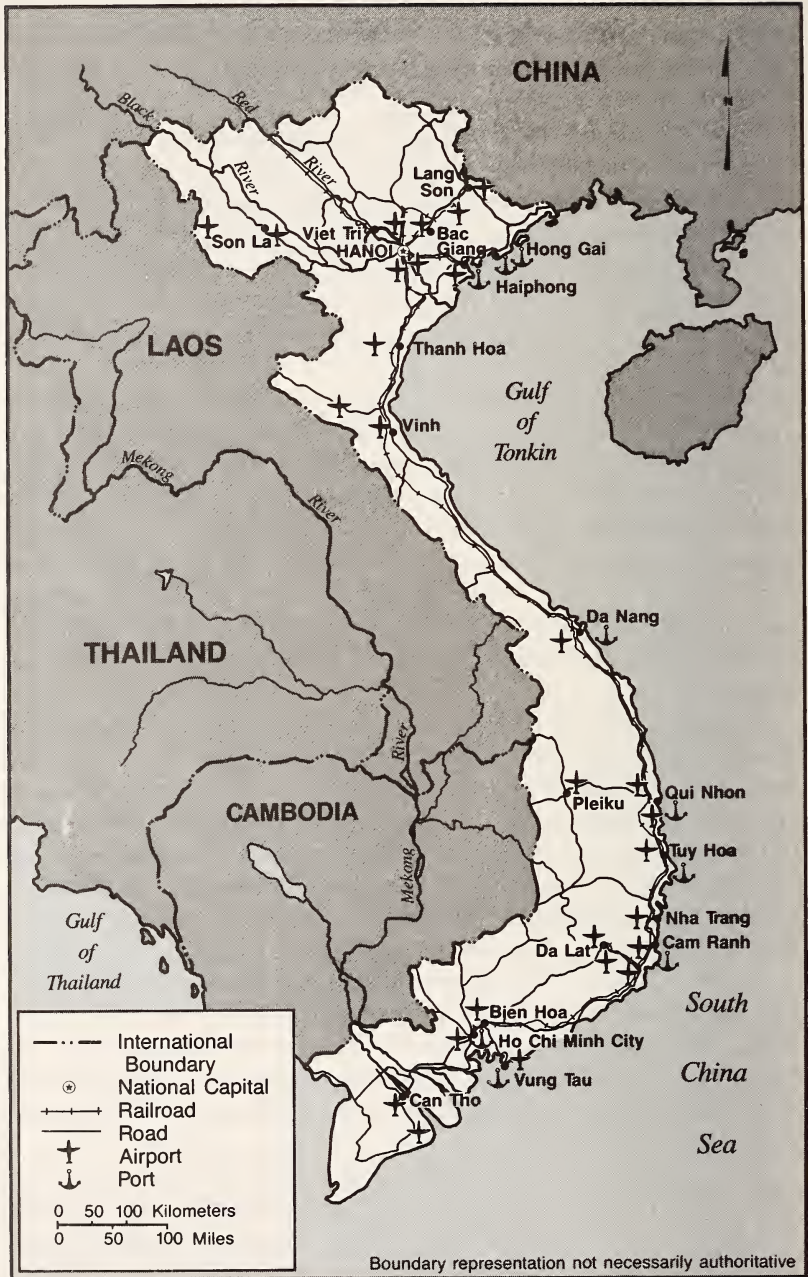 CHINA
N
Black
Red
River
River
Lang
Son
Son La
Viet Tri
HANOI
Bac
Giang
Hong Gai
Haiphong
LAOS
Thanh Hoa
Gulf
of
Tonkin
Vinh
Mekong
River
Da Nang
THAILAND
River
Pleiku
Qui Nhon
CAMBODIA
Tuy Hoa
Mekong
Gulf
of
Thailand
Nha Trang
Da Lat
Cam Ranh
South
China
Sea
Bien Hoa
Ho Chi Minh City
Vung Tau
Can Tho
International
Boundary
National Capital
Railroad
Road
Airport
Port
0 50 100 Kilometers
0 50 100 Miles
Boundary representation not necessarily authoritative